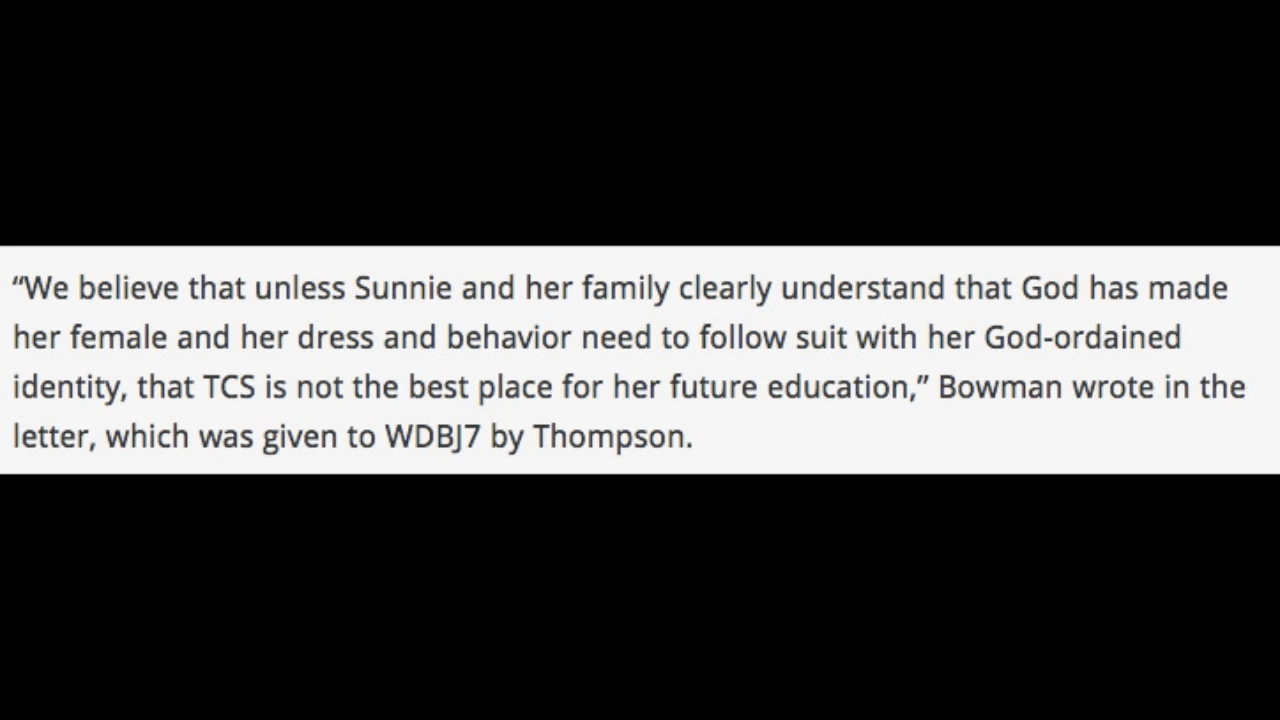 “We believe that unless Sunnie and her family clearly understand that God has made
her female and her dress and behavior need to follow suit with her God-ordained
identity, that TCS is not the best place for her future education,” Bowman wrote in the
letter, which was given to WDBJ7 by Thompson.